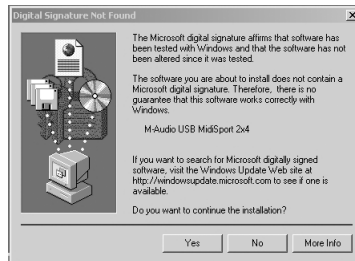 Digital Signature Not Found
The Microsoft digital signature affirms that software has
been tested with Windows and that the software has not
been altered since it was tested.
The software you are about to install does not contain a
Microsoft digital signature. Therefore, there is no
guarantee that this software works correctly with
Windows.
M-Audio USB MidiSport 2x4
If you want to search for Microsoft digitally signed
software, visit the Windows Update Web site at
http://windowsupdate.microsoft.com to see if one is
available.
Do you want to continue the installation?
Yes No More Info